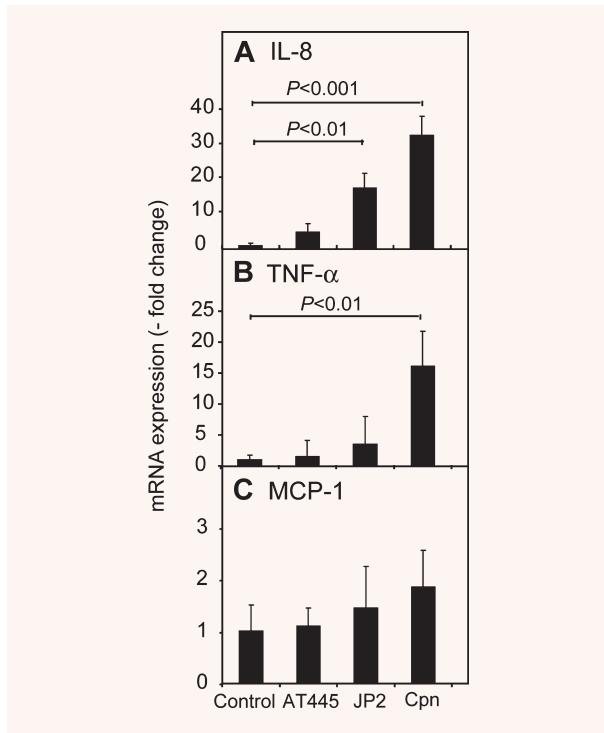 A IL-8
P<0.001
P<0.01
40
30
20
10
0
B TNF-α
P<0.01
25
20
15
10
5
0
C MCP-1
3
2
1
0
mRNA expression (- fold change)
Control AT445 JP2 Cpn